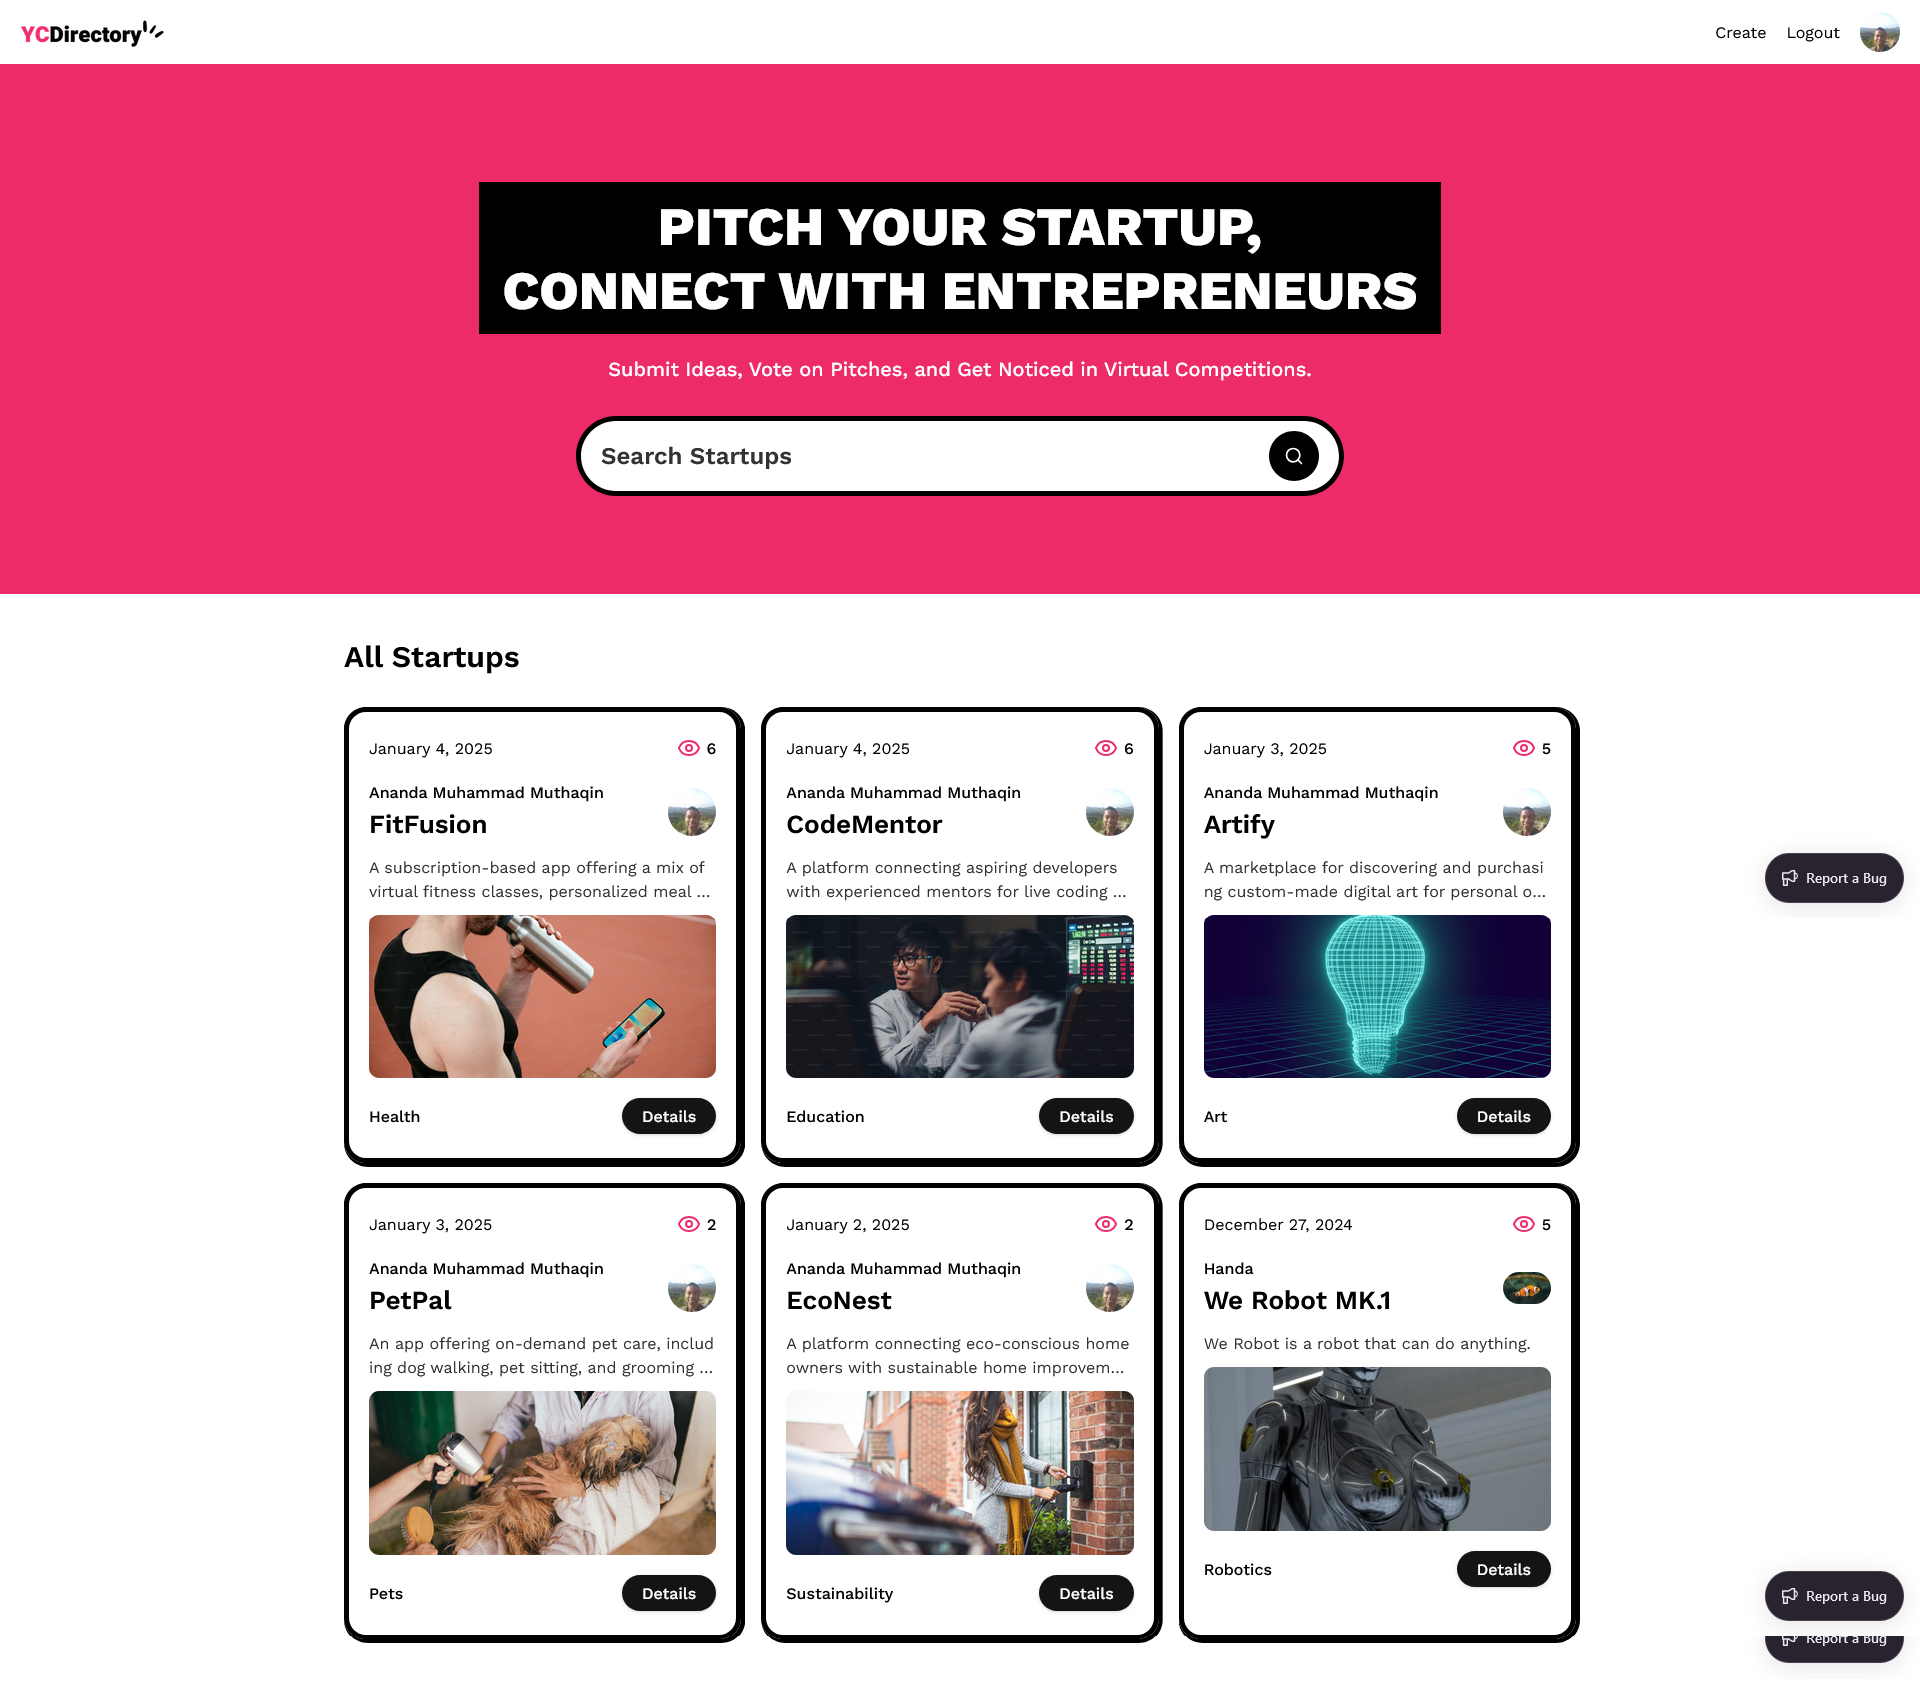 YCDirectory
Create
Logout
PITCH YOUR STARTUP,
CONNECT WITH ENTREPRENEURS
Submit Ideas, Vote on Pitches, and Get Noticed in Virtual Competitions.
Search Startups
All Startups
January 4, 2025
6
Ananda Muhammad Muthaqin
FitFusion
A subscription-based app offering a mix of
virtual fitness classes, personalized meal ...
Health
Details
January 4, 2025
6
Ananda Muhammad Muthaqin
CodeMentor
A platform connecting aspiring developers
with experienced mentors for live coding ...
Education
Details
January 3, 2025
5
Ananda Muhammad Muthaqin
Artify
A marketplace for discovering and purchasi
ng custom-made digital art for personal o...
Art
Details
Report a Bug
January 3, 2025
2
Ananda Muhammad Muthaqin
PetPal
An app offering on-demand pet care, includ
ing dog walking, pet sitting, and grooming ...
Pets
Details
January 2, 2025
2
Ananda Muhammad Muthaqin
EcoNest
A platform connecting eco-conscious home
owners with sustainable home improvem...
Sustainability
Details
December 27, 2024
5
Handa
We Robot MK.1
We Robot is a robot that can do anything.
Robotics
Details
Report a Bug
Report a Bug